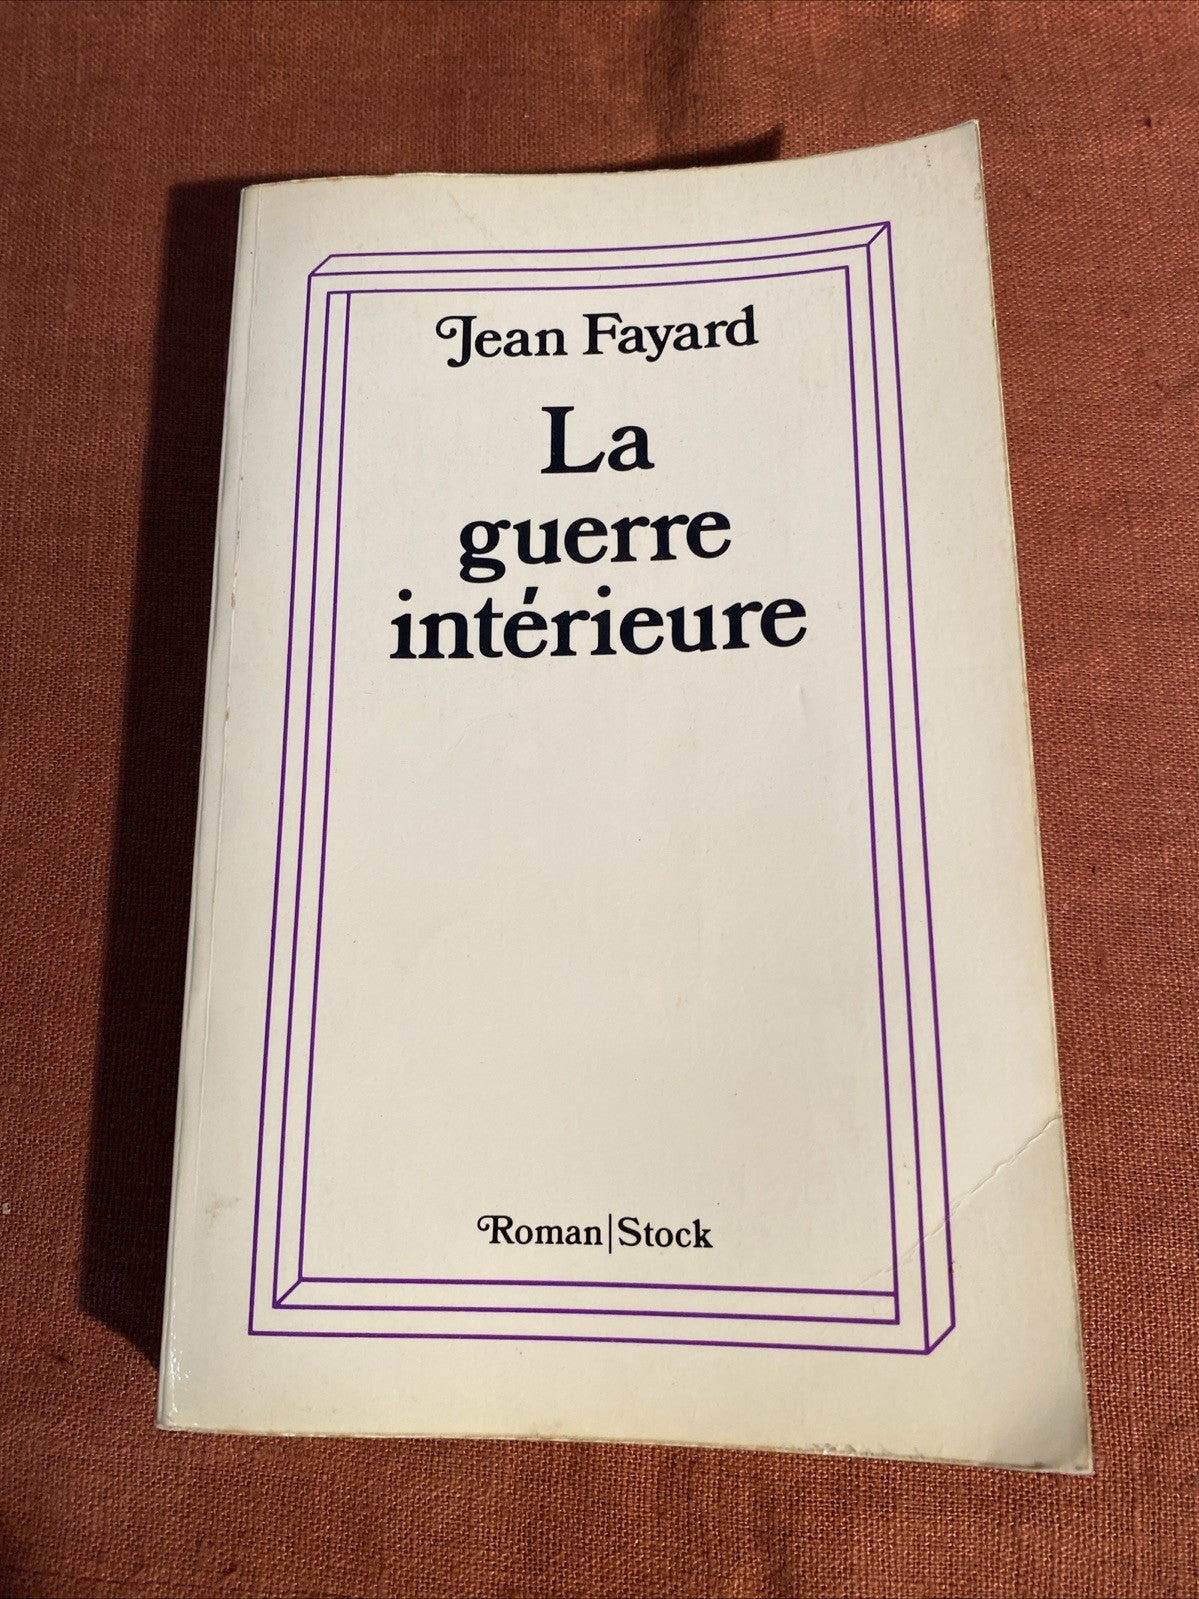 Jean Fayard
La
guerre
intérieure
Roman|Stock